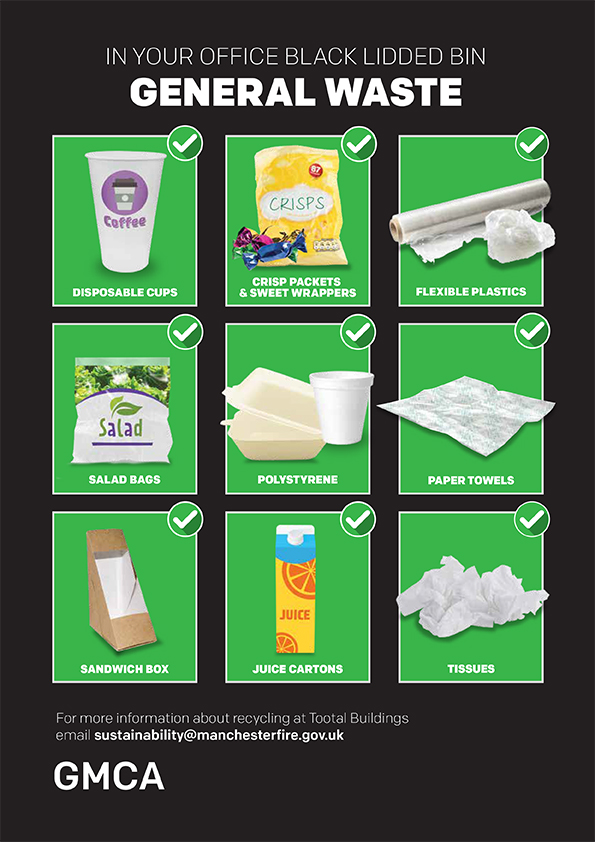 IN YOUR OFFICE BLACK LIDDED BIN
GENERAL WASTE
Coffee
DISPOSABLE CUPS
CRISPS
CRISP PACKETS
& SWEET WRAPPERS
FLEXIBLE PLASTICS
Salad
SALAD BAGS
POLYSTYRENE
PAPER TOWELS
SANDWICH BOX
JUICE
JUICE CARTONS
TISSUES
For more information about recycling at Tootal Buildings
email sustainability@manchesterfire.gov.uk
GMCA